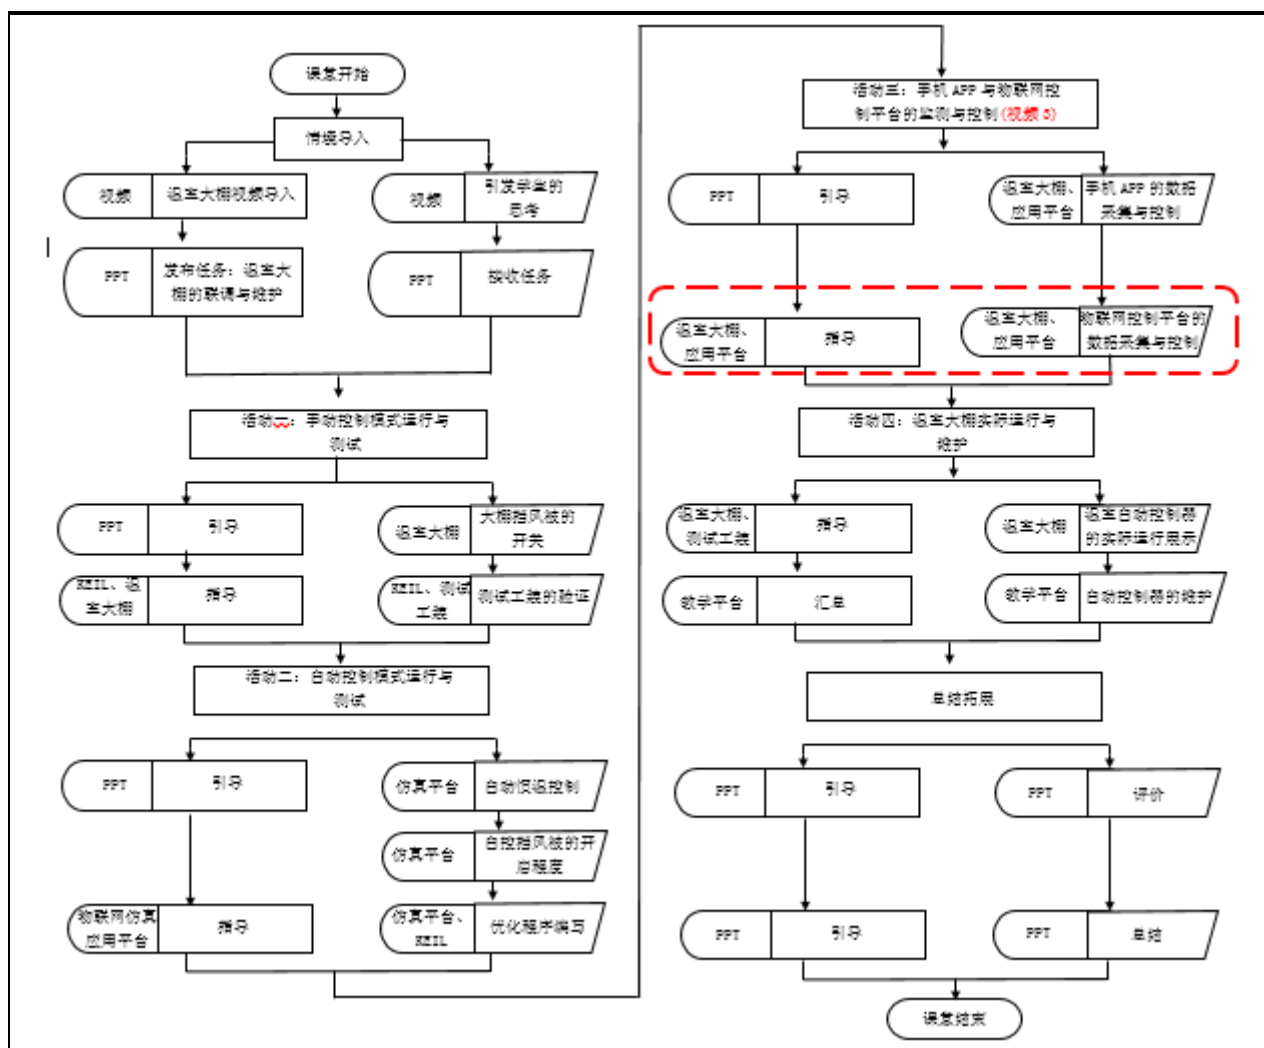 课堂开始
情境导入
视频
温室大棚视频导入
视频
引发学生的
思考
PPT
发布任务：温室大
棚的联调与维护
PPT
接收任务
活动一：手动控制模式运行与
测试
PPT
引导
温室大棚
大棚挡风被的
开关
KEIL、温
室大棚
指导
KEIL、测试
工装
测试工装的验证
活动二：自动控制模式运行与
测试
PPT
引导
仿真平台
自动恒温控制
仿真平台
自控挡风被的开
启程度
物联网仿真
应用平台
指导
仿真平台、
KEIL
优化程序编写
活动三：手机 APP 与物联网控
制平台的监测与控制(视频 3)
PPT
引导
温室大棚、
应用平台
手机 APP 的数据
采集与控制
温室大棚、
应用平台
指导
温室大棚、
应用平台
物联网控制平台的
数据采集与控制
活动四：温室大棚实际运行与
维护
温室大棚、
测试工装
指导
温室大棚
温室自动控制器
的实际运行展示
教学平台
汇总
教学平台
自动控制器的维护
总结拓展
PPT
引导
PPT
评价
PPT
引导
PPT
总结
课堂结束